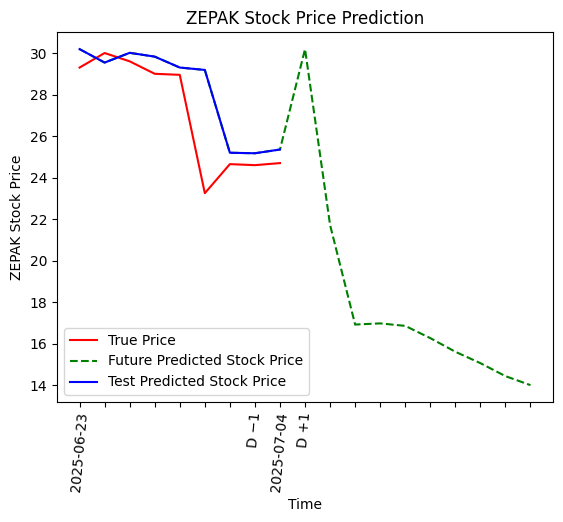 ZEPAK Stock Price Prediction
ZEPAK Stock Price
30
28
26
24
22
20
18
16
14
True Price
Future Predicted Stock Price
Test Predicted Stock Price
2025-06-23
D −1
2025-07-04
D +1
Time